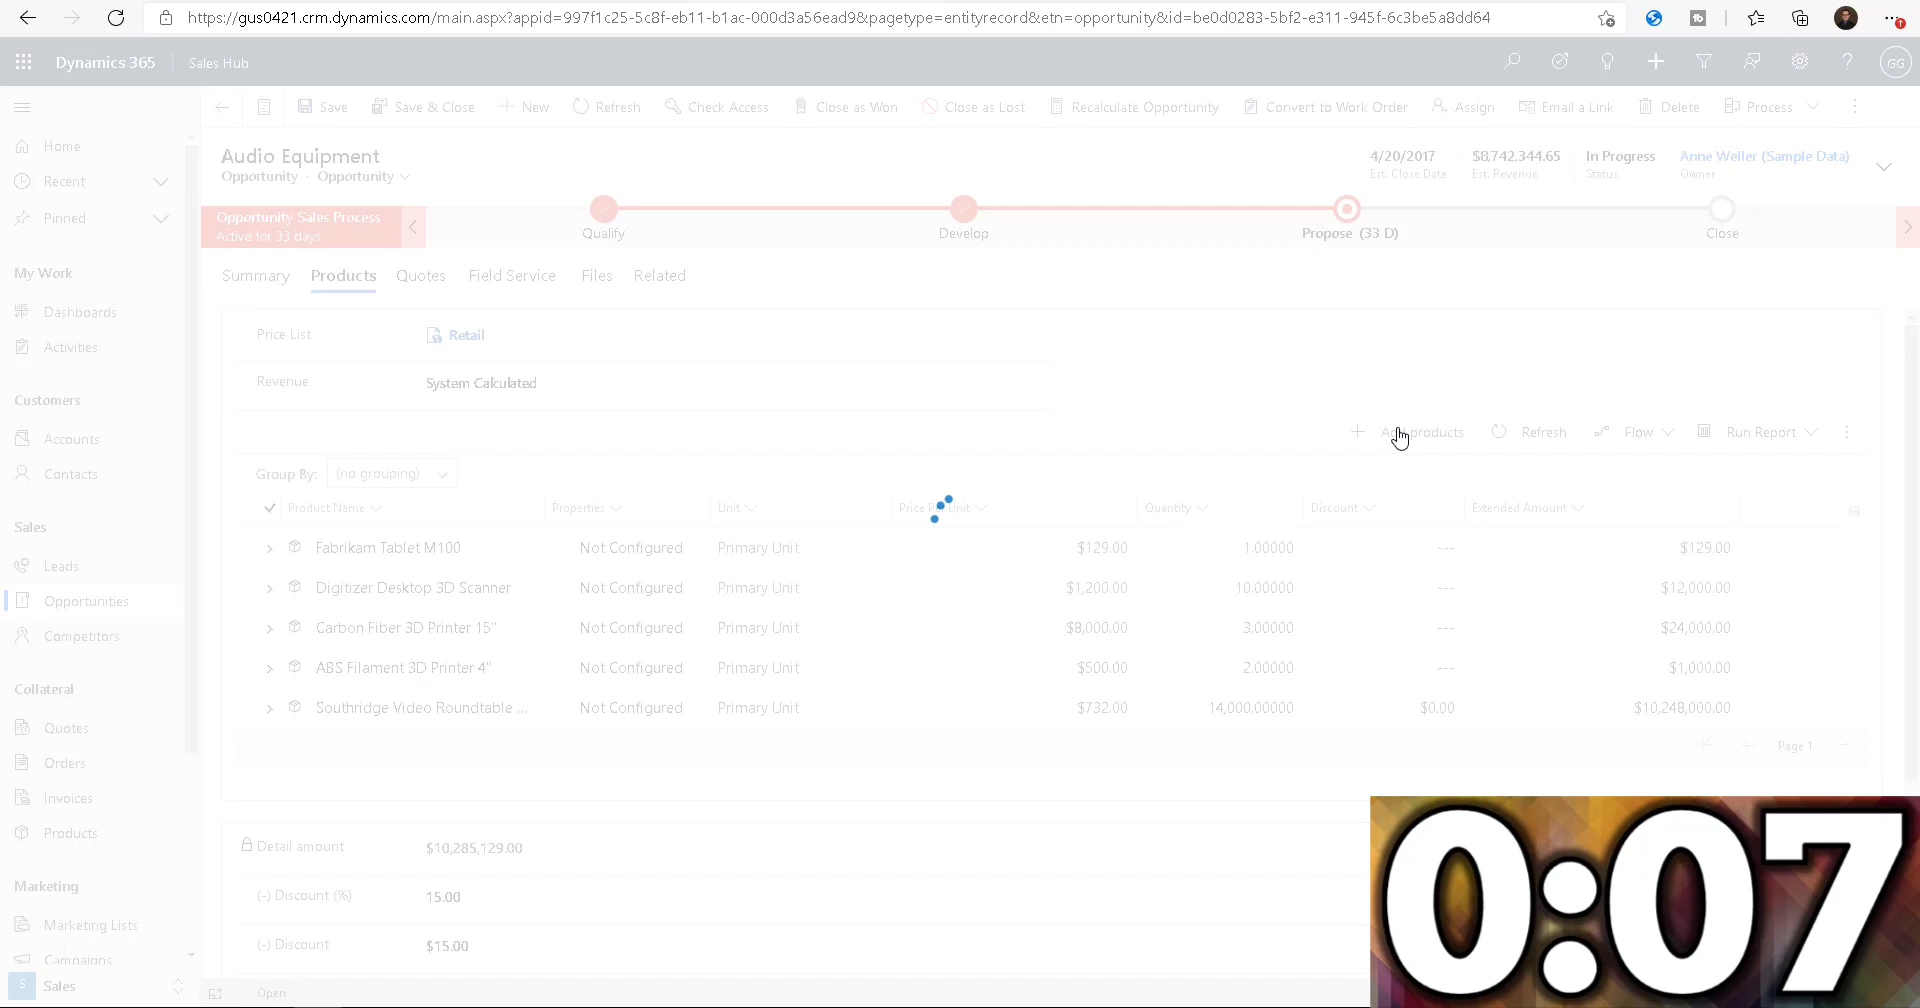 https://gus0421.crm.dynamics.com/main.aspx?appid=997f1c25-5c8f-eb11-b1ac-000d3a56ead9&pagetype=entityrecord&etn=opportunity&id=be0d0283-5bf2-e311-945f-6c3be5a8dd64
Dynamics 365 Sales Hub GG
Save Save & Close New Refresh Check Access Close as Won Close as Lost Recalculate Opportunity Convert to Work Order Assign Email a Link Delete Process
Home
Recent
Pinned
My Work
Dashboards
Activities
Customers
Accounts
Contacts
Sales
Leads
Opportunities
Competitors
Collateral
Quotes
Orders
Invoices
Products
Marketing
Marketing Lists
Campaigns
S Sales
Audio Equipment
Opportunity · Opportunity
4/20/2017 $8,742,344.65 In Progress Anne Weiler (Sample Data)
Est. Close Date Est. Revenue Status Owner
Opportunity Sales Process
Active for 33 days
Qualify Develop Propose (33 D) Close
Summary Products Quotes Field Service Files Related
Price List Retail
Revenue System Calculated
Add products Refresh Flow Run Report
Group By: (no grouping)
Product Name Properties Unit Price Per Unit Quantity Discount Extended Amount
Fabrikam Tablet M100 Not Configured Primary Unit $129.00 1.00000 --- $129.00
Digitizer Desktop 3D Scanner Not Configured Primary Unit $1,200.00 10.00000 --- $12,000.00
Carbon Fiber 3D Printer 15" Not Configured Primary Unit $8,000.00 3.00000 --- $24,000.00
ABS Filament 3D Printer 4" Not Configured Primary Unit $500.00 2.00000 --- $1,000.00
Southridge Video Roundtable ... Not Configured Primary Unit $732.00 14,000.00000 $0.00 $10,248,000.00
Page 1
Detail amount $10,285,129.00
(-) Discount (%) 15.00
(-) Discount $15.00
Open
0:07